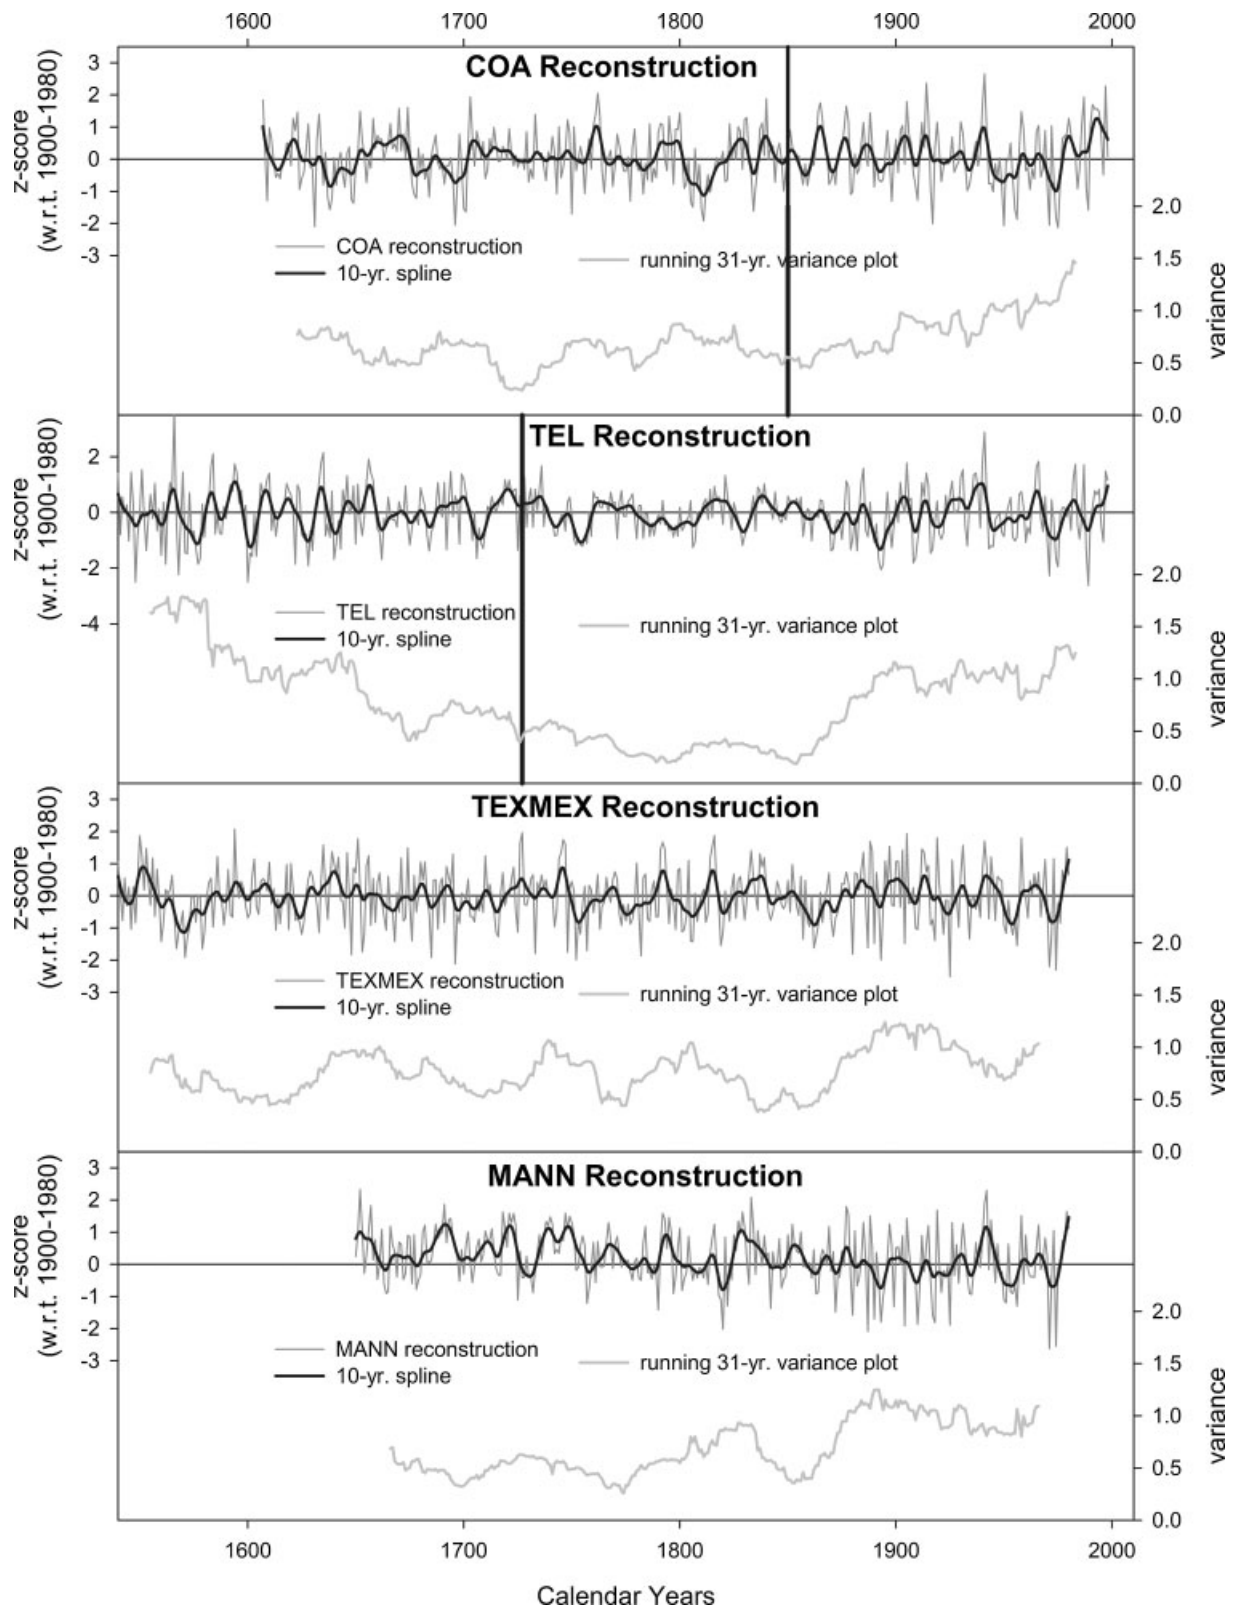 1600 1700 1800 1900 2000
COA Reconstruction
z-score
(w.r.t. 1900-1980)
3
2
1
0
-1
-2
-3
COA reconstruction
10-yr. spline
running 31-yr. variance plot
2.0
1.5
1.0
0.5
0.0
variance
TEL Reconstruction
z-score
(w.r.t. 1900-1980)
2
0
-2
-4
TEL reconstruction
10-yr. spline
running 31-yr. variance plot
2.0
1.5
1.0
0.5
0.0
variance
TEXMEX Reconstruction
z-score
(w.r.t. 1900-1980)
3
2
1
0
-1
-2
-3
TEXMEX reconstruction
10-yr. spline
running 31-yr. variance plot
2.0
1.5
1.0
0.5
0.0
variance
MANN Reconstruction
z-score
(w.r.t. 1900-1980)
3
2
1
0
-1
-2
-3
MANN reconstruction
10-yr. spline
running 31-yr. variance plot
2.0
1.5
1.0
0.5
0.0
variance
1600 1700 1800 1900 2000
Calendar Years